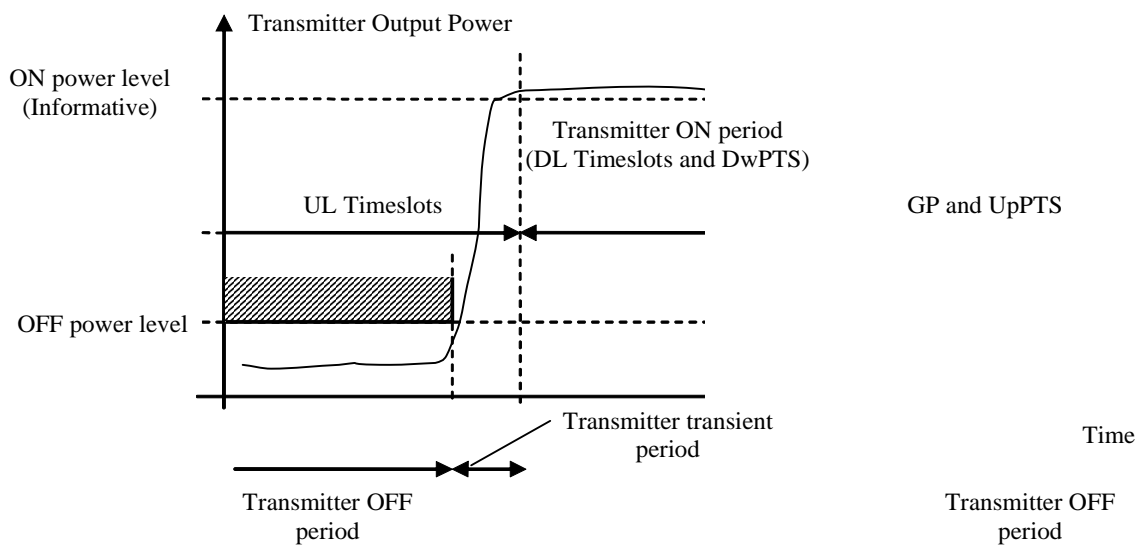 Transmitter Output Power
ON power level
(Informative)
Transmitter ON period
(DL Timeslots and DwPTS)
UL Timeslots
GP and UpPTS
OFF power level
Transmitter transient
period
Time
Transmitter OFF
period
Transmitter OFF
period